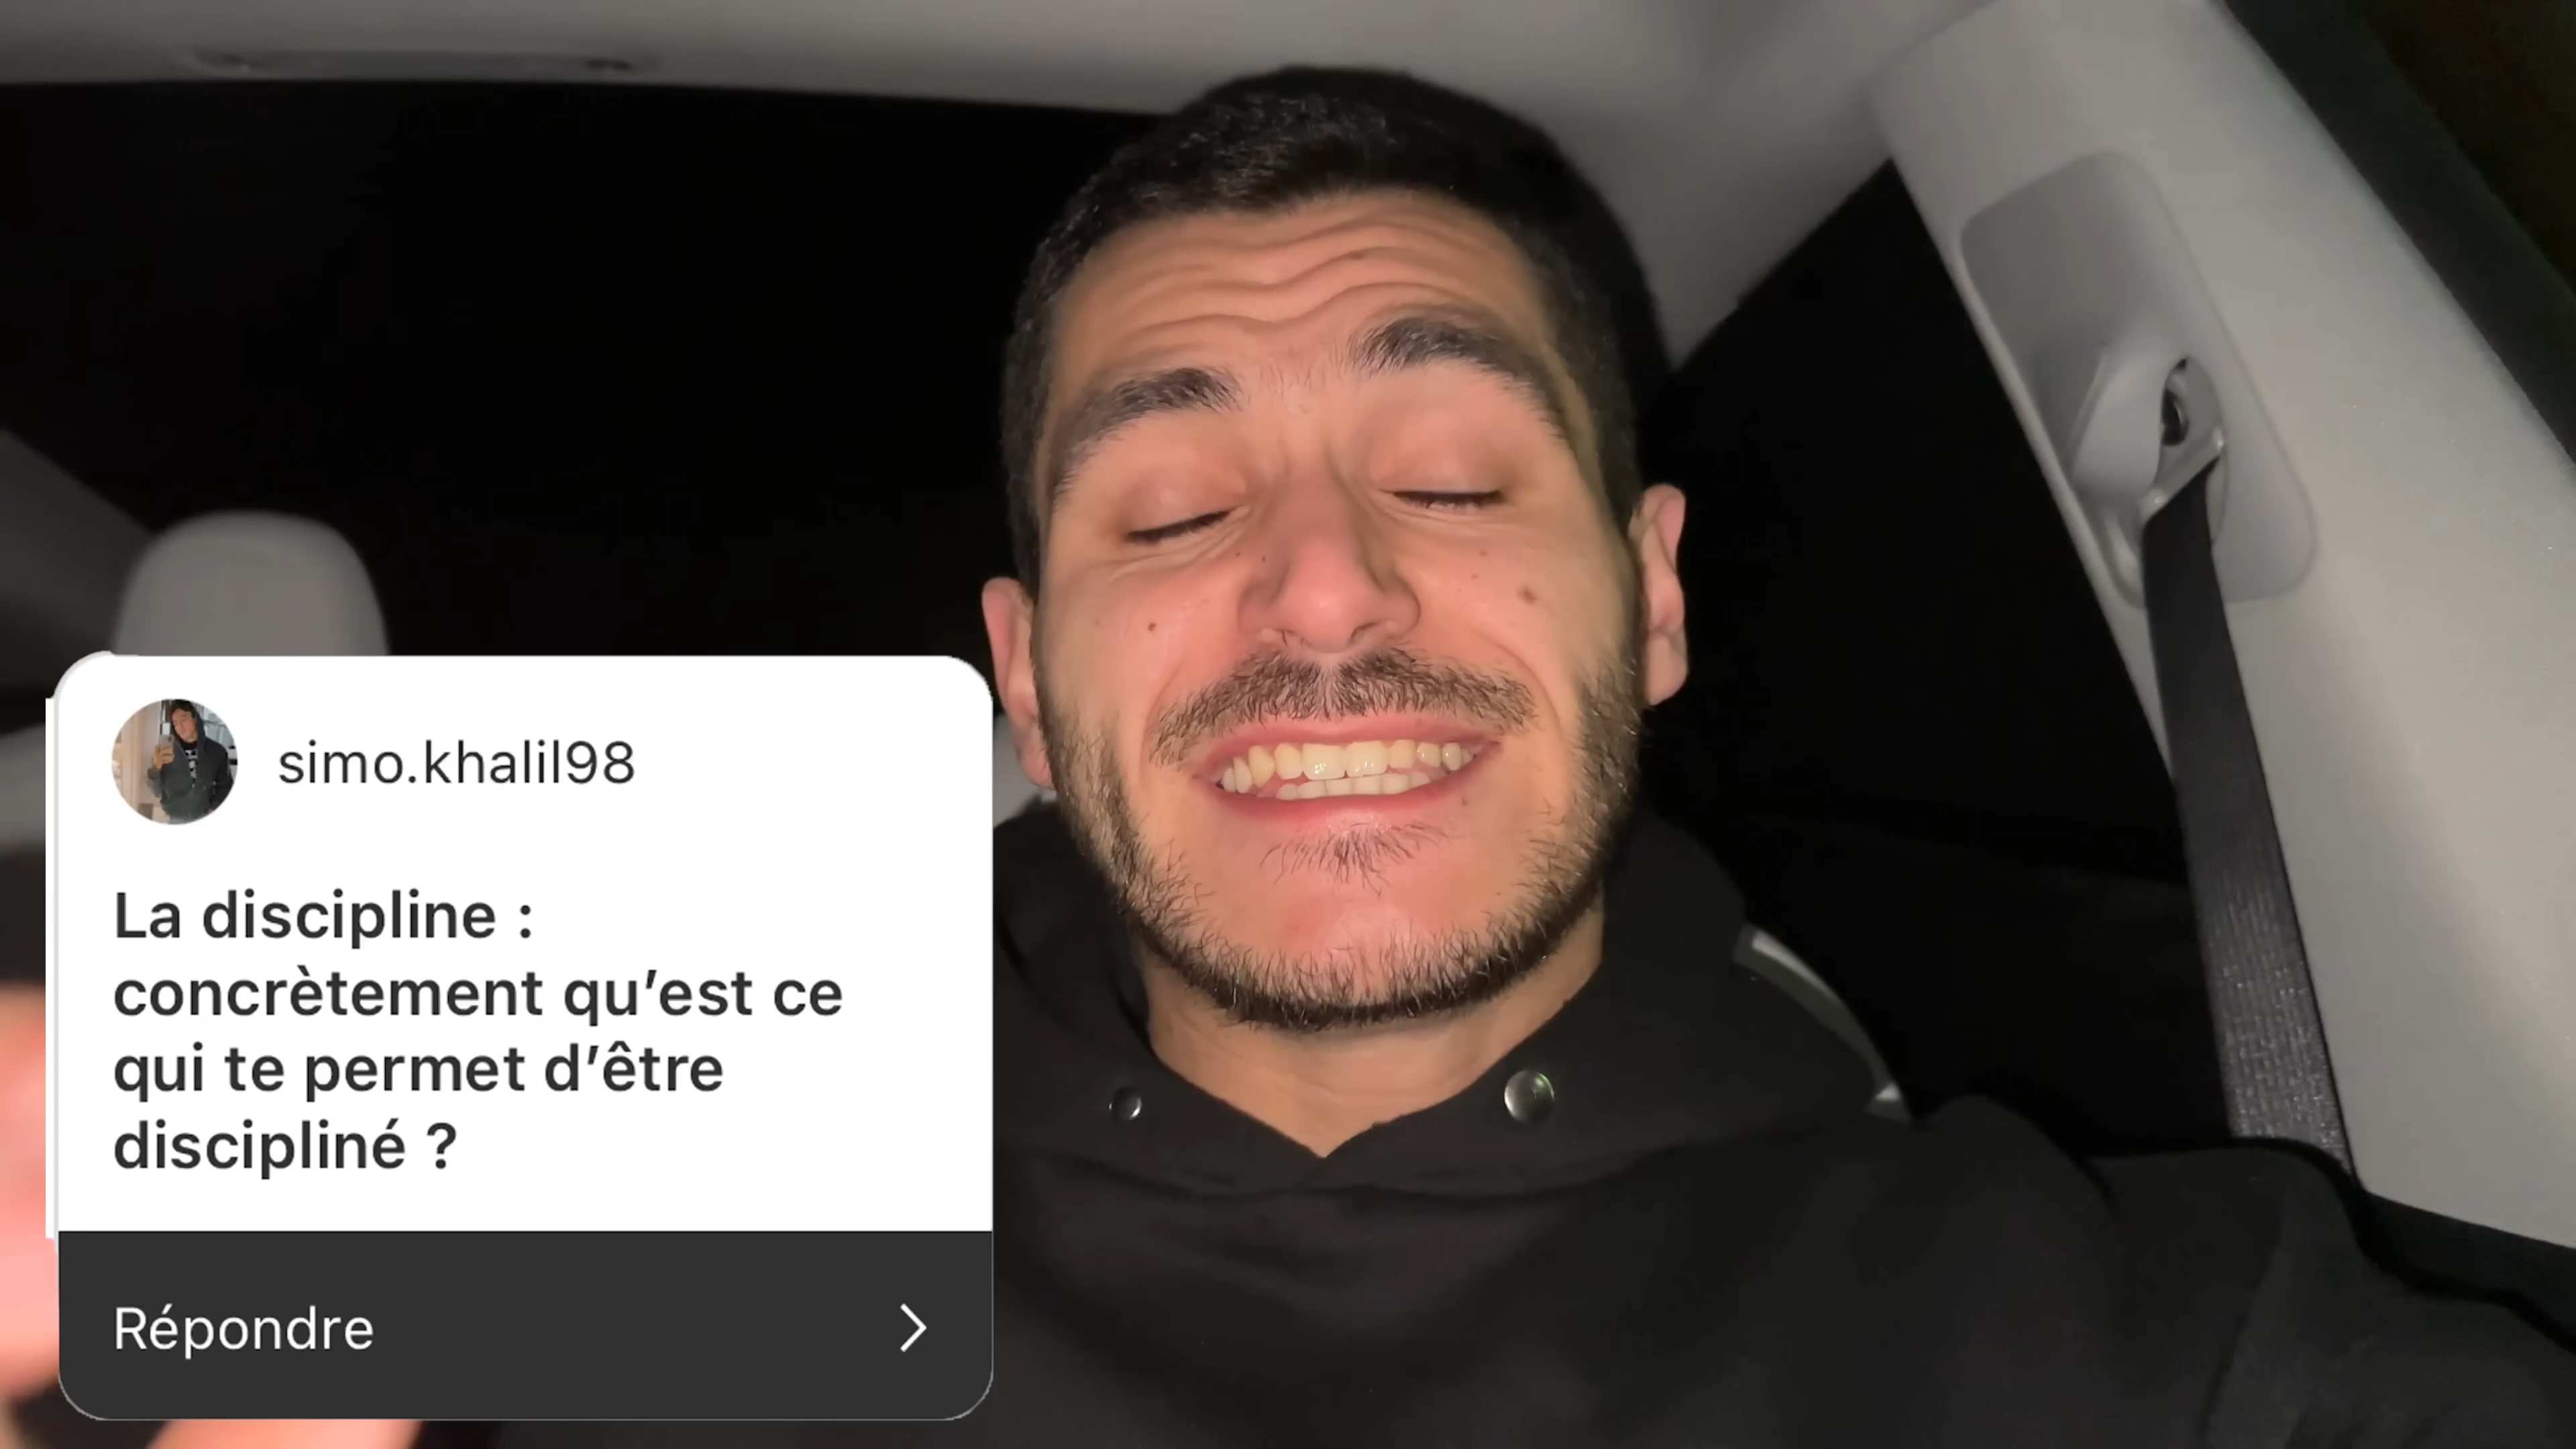 simo.khalil98
La discipline :
concrètement qu’est ce
qui te permet d’être
discipliné ?
Répondre